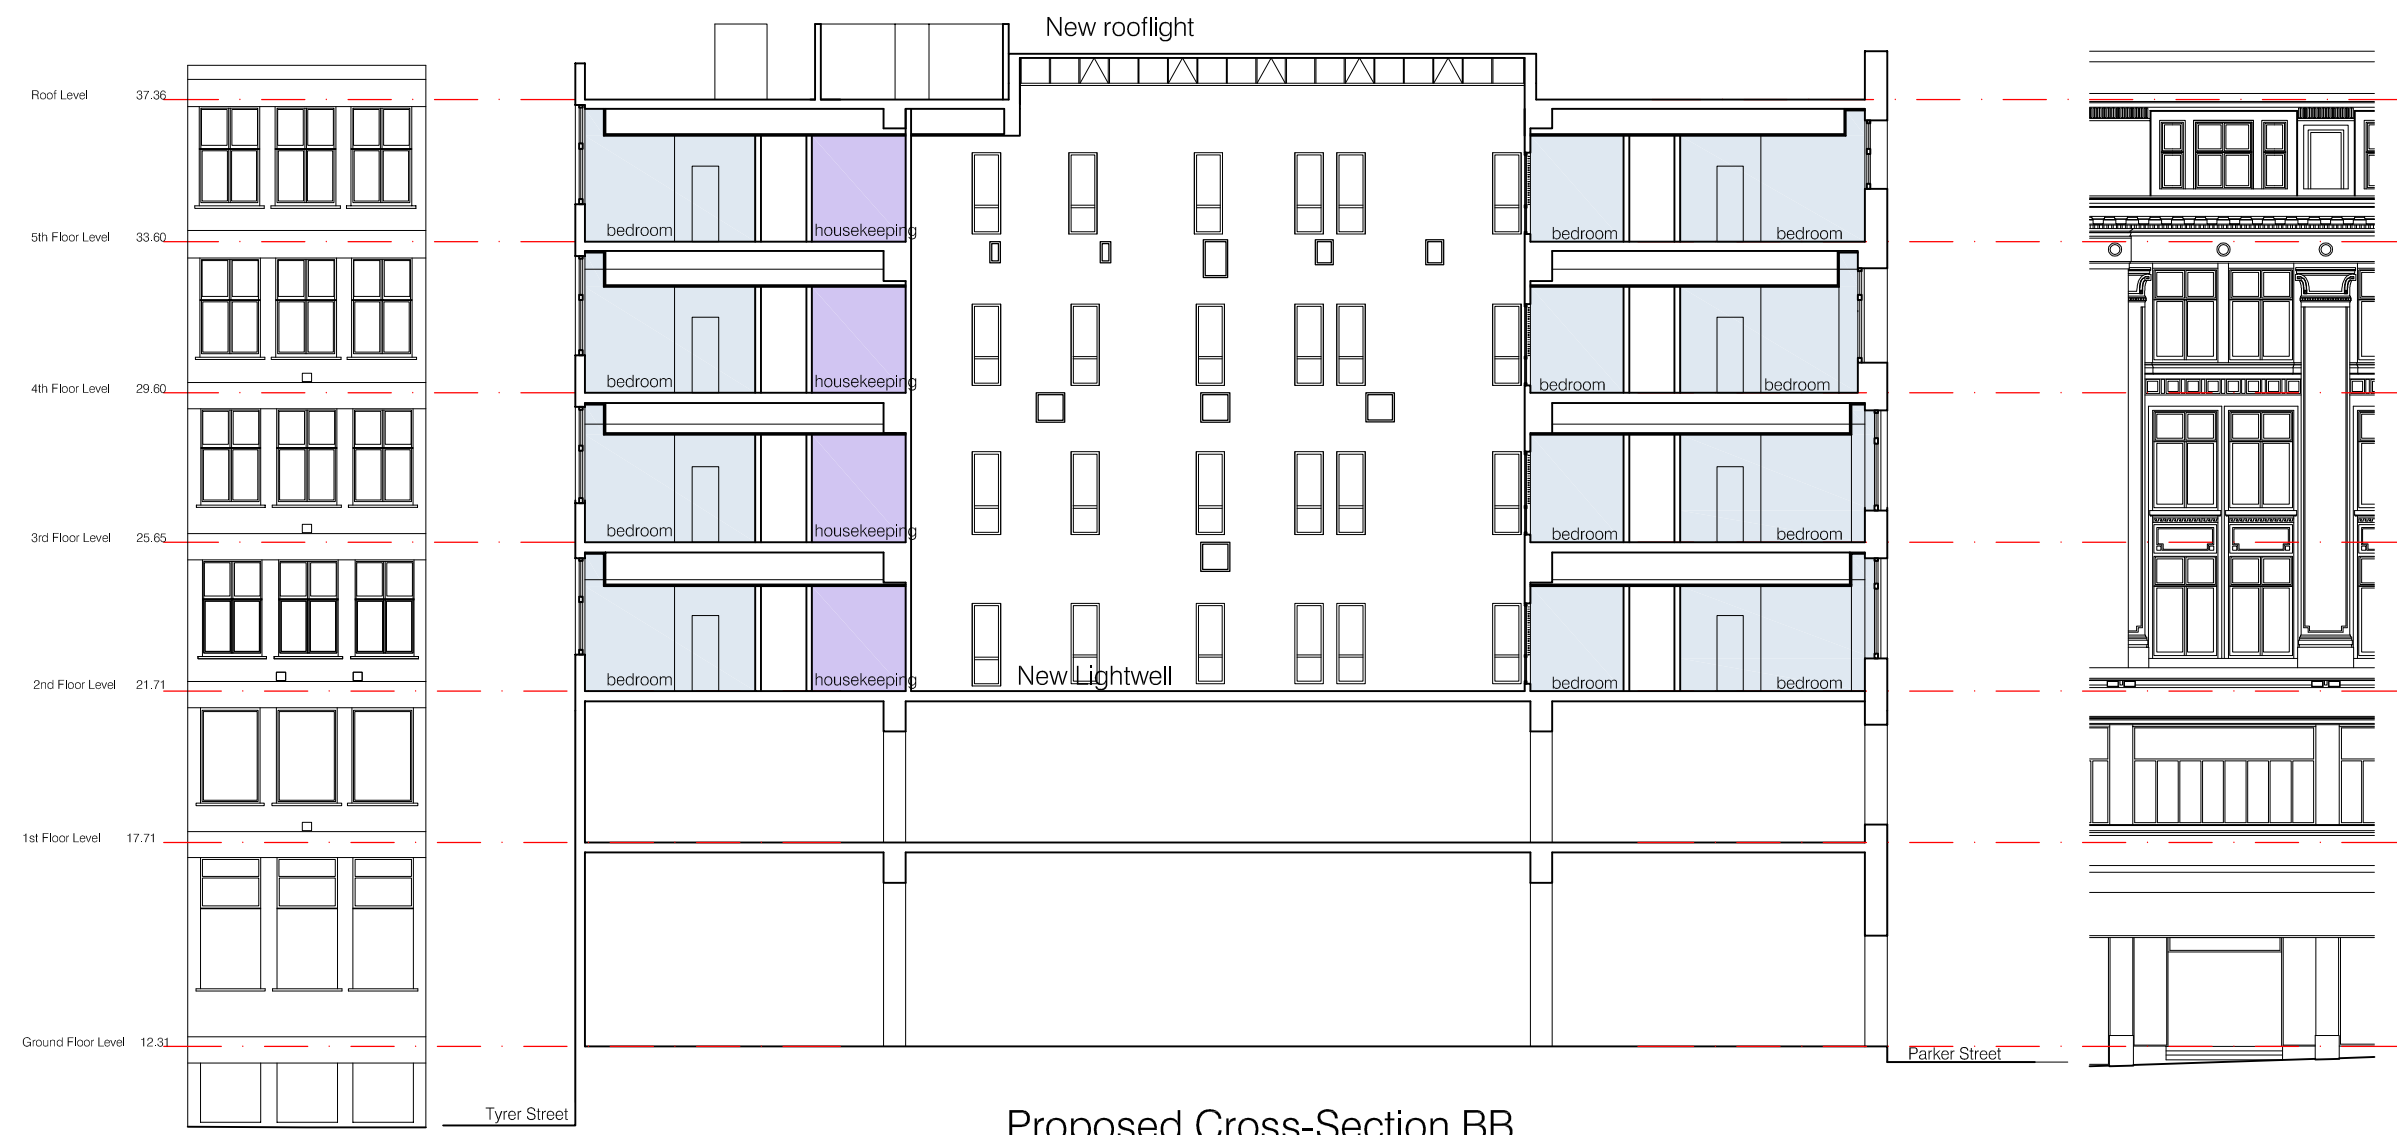 New rooflight
Roof Level 37.36
5th Floor Level 33.60
bedroom housekeeping bedroom bedroom
4th Floor Level 29.60
bedroom housekeeping bedroom bedroom
3rd Floor Level 25.65
bedroom housekeeping bedroom bedroom
2nd Floor Level 21.71
bedroom housekeeping New Lightwell bedroom bedroom
1st Floor Level 17.71
Ground Floor Level 12.31
Parker Street
Tyrer Street
Proposed Cross-Section BB